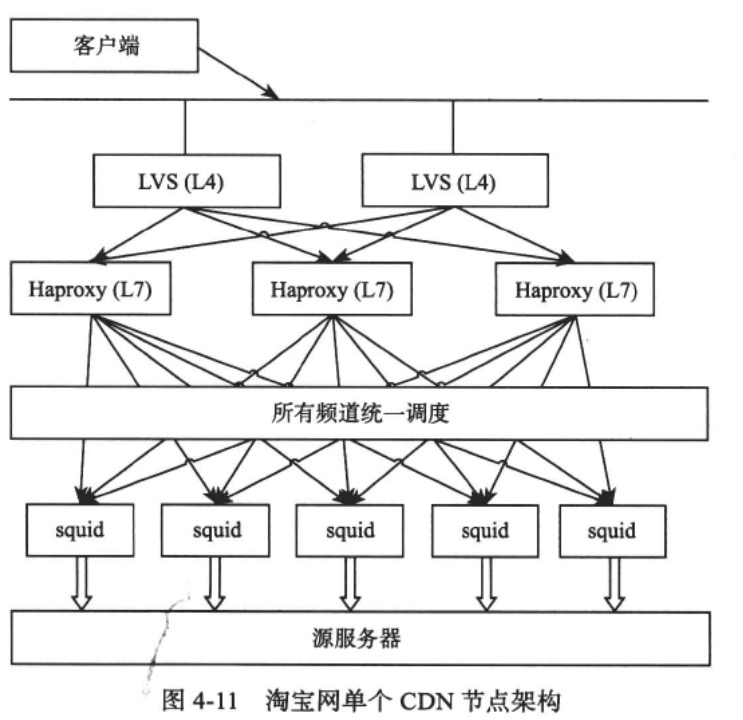 客户端
LVS (L4)
LVS (L4)
Haproxy (L7)
Haproxy (L7)
Haproxy (L7)
所有频道统一调度
squid
squid
squid
squid
squid
源服务器
图 4-11 淘宝网单个 CDN 节点架构